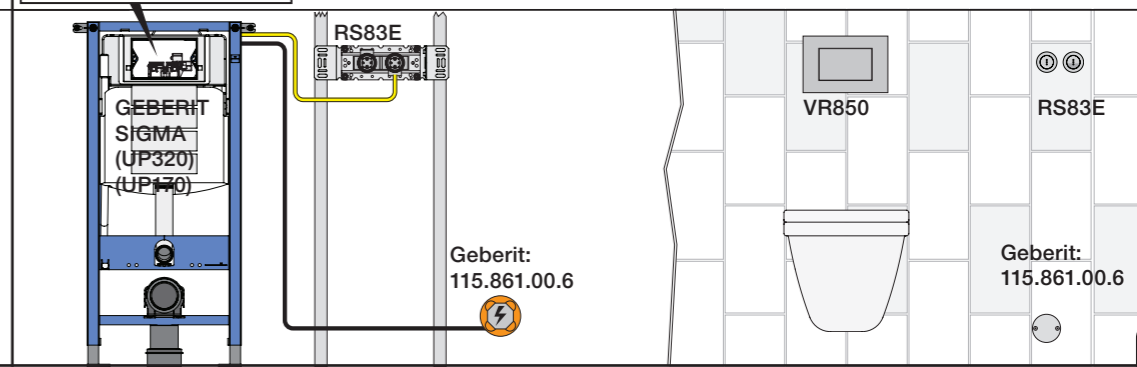 RS83E
GEBERIT
SIGMA
(UP320)
(UP170)
Geberit:
115.861.00.6
VR850
RS83E
Geberit:
115.861.00.6